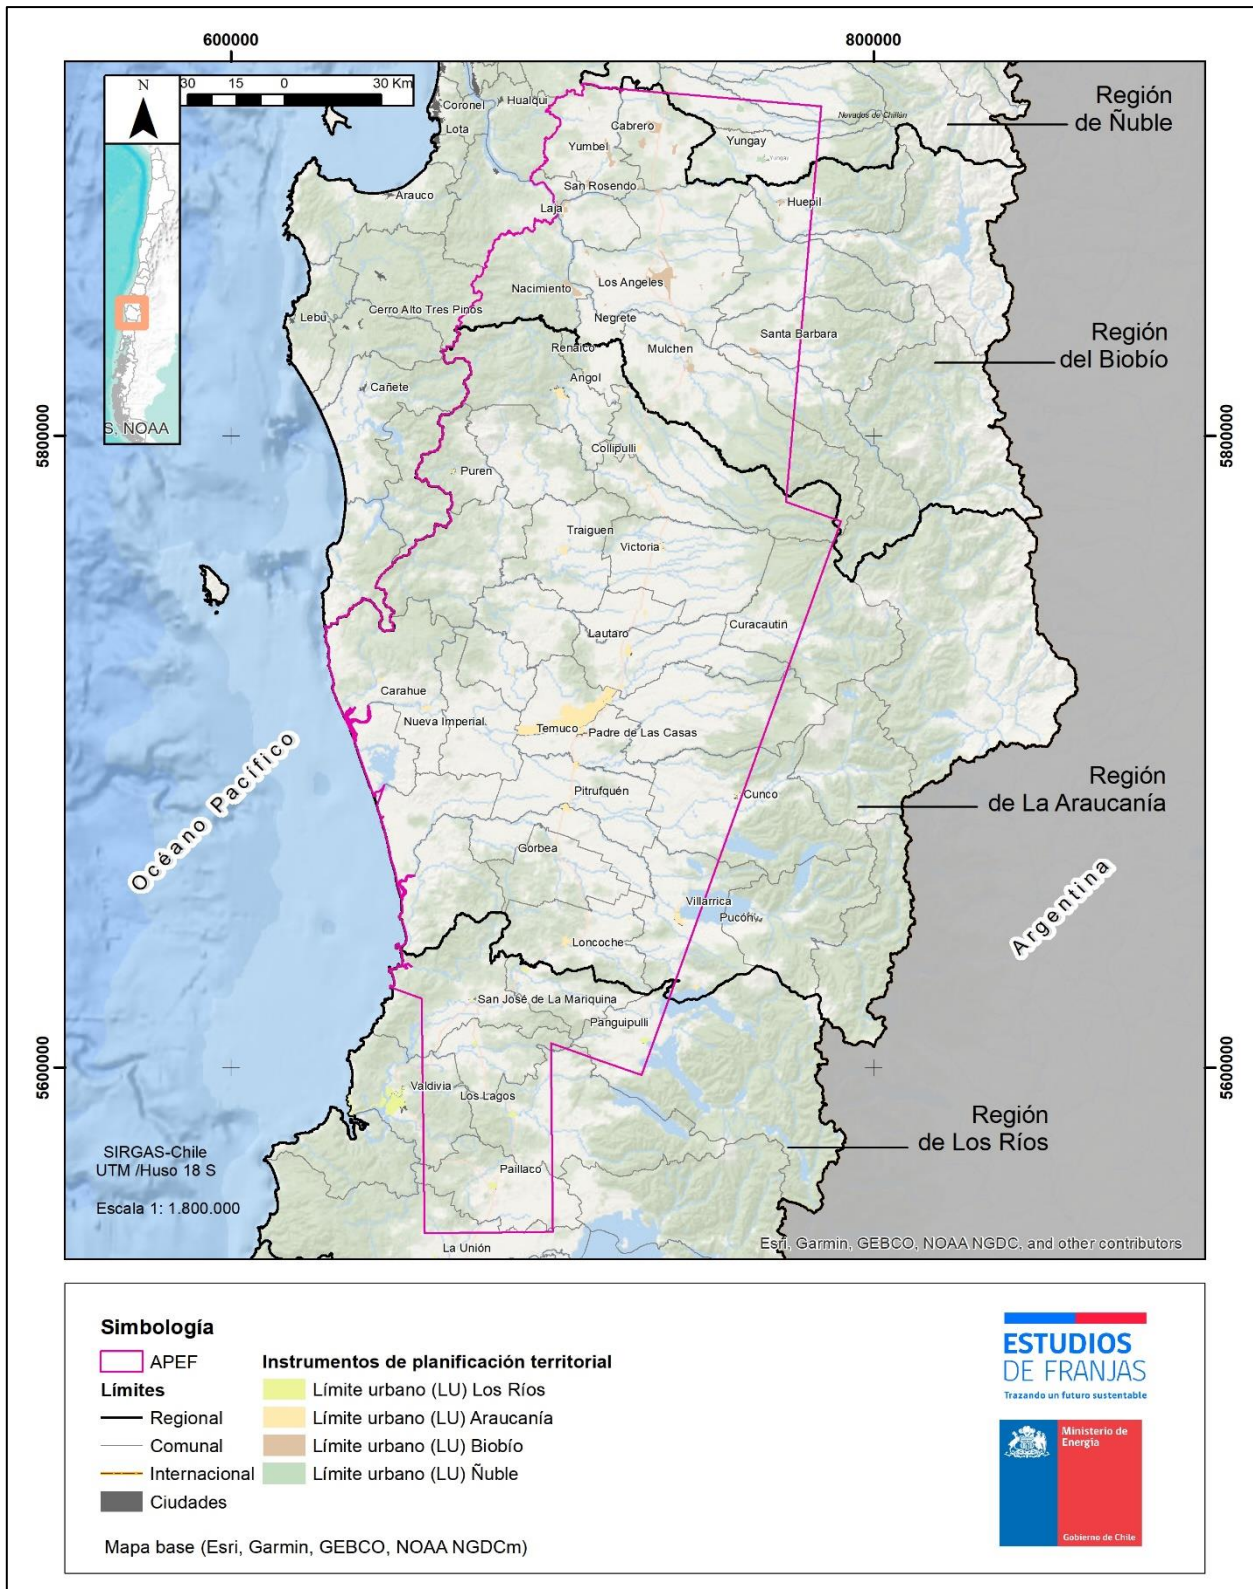 600000
800000
N
30 15 0 30 Km
S, NOAA
Coronel
Hualqui
Lota
Cabrero
Nevados de Chillán
Región
de Ñuble
Yumbel
Yungay
Yungay
San Rosendo
Arauco
Laja
Huepil
Nacimiento
Los Angeles
Cerro Alto Tres Pinos
Lebu
Negrete
Santa Barbara
Región
del Biobío
Renaico
Mulchen
Angol
Cañete
5800000
5800000
Collipulli
Puren
Traiguen
Victoria
Lautaro
Curacautin
Carahue
Nueva Imperial
Temuco
Padre de Las Casas
Océano Pacífico
Pitrufquén
Cunco
Región
de La Araucanía
Gorbea
Villarrica
Pucón
Argentina
Loncoche
San José de La Mariquina
Panguipulli
5600000
5600000
Valdivia
Los Lagos
Región
de Los Ríos
Paillaco
SIRGAS-Chile
UTM /Huso 18 S
Escala 1: 1.800.000
La Unión
Esri, Garmin, GEBCO, NOAA NGDC, and other contributors
Simbología
APEF
Límites
Regional
Comunal
Internacional
Ciudades
Instrumentos de planificación territorial
Límite urbano (LU) Los Ríos
Límite urbano (LU) Araucanía
Límite urbano (LU) Biobío
Límite urbano (LU) Ñuble
Mapa base (Esri, Garmin, GEBCO, NOAA NGDCm)
ESTUDIOS
DE FRANJAS
Trazando un futuro sustentable
Ministerio de
Energía
Gobierno de Chile